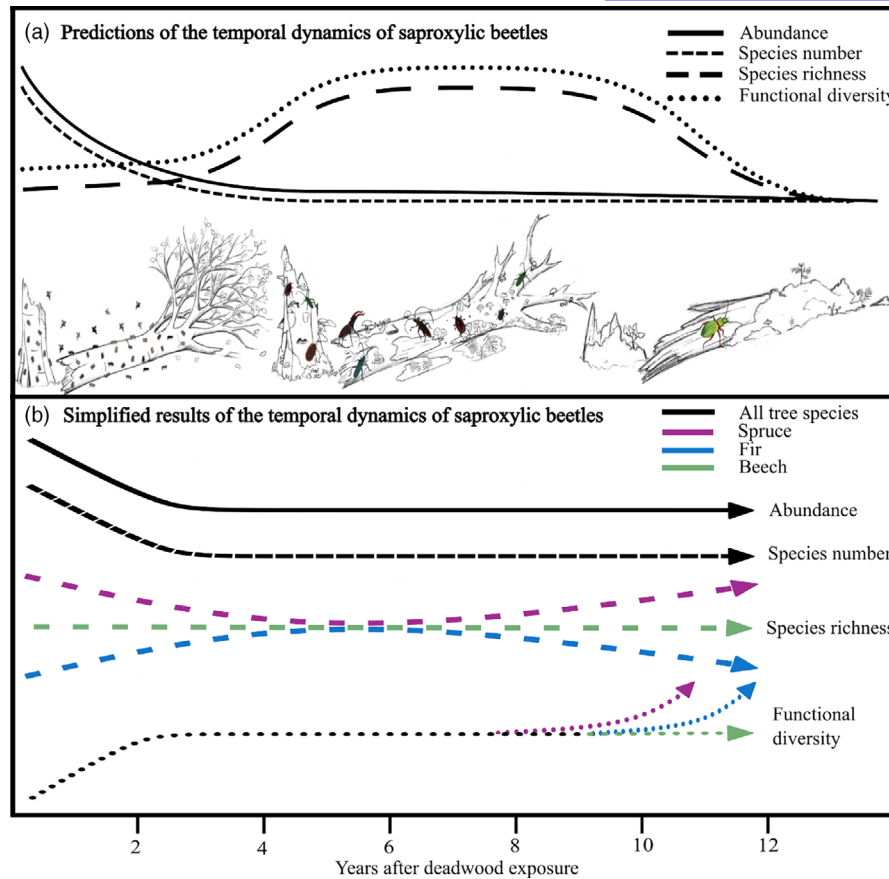 (a) Predictions of the temporal dynamics of saproxylic beetles
Abundance
Species number
Species richness
Functional diversity
(b) Simplified results of the temporal dynamics of saproxylic beetles
All tree species
Spruce
Fir
Beech
Abundance
Species number
Species richness
Functional
diversity
2 4 6 8 10 12
Years after deadwood exposure